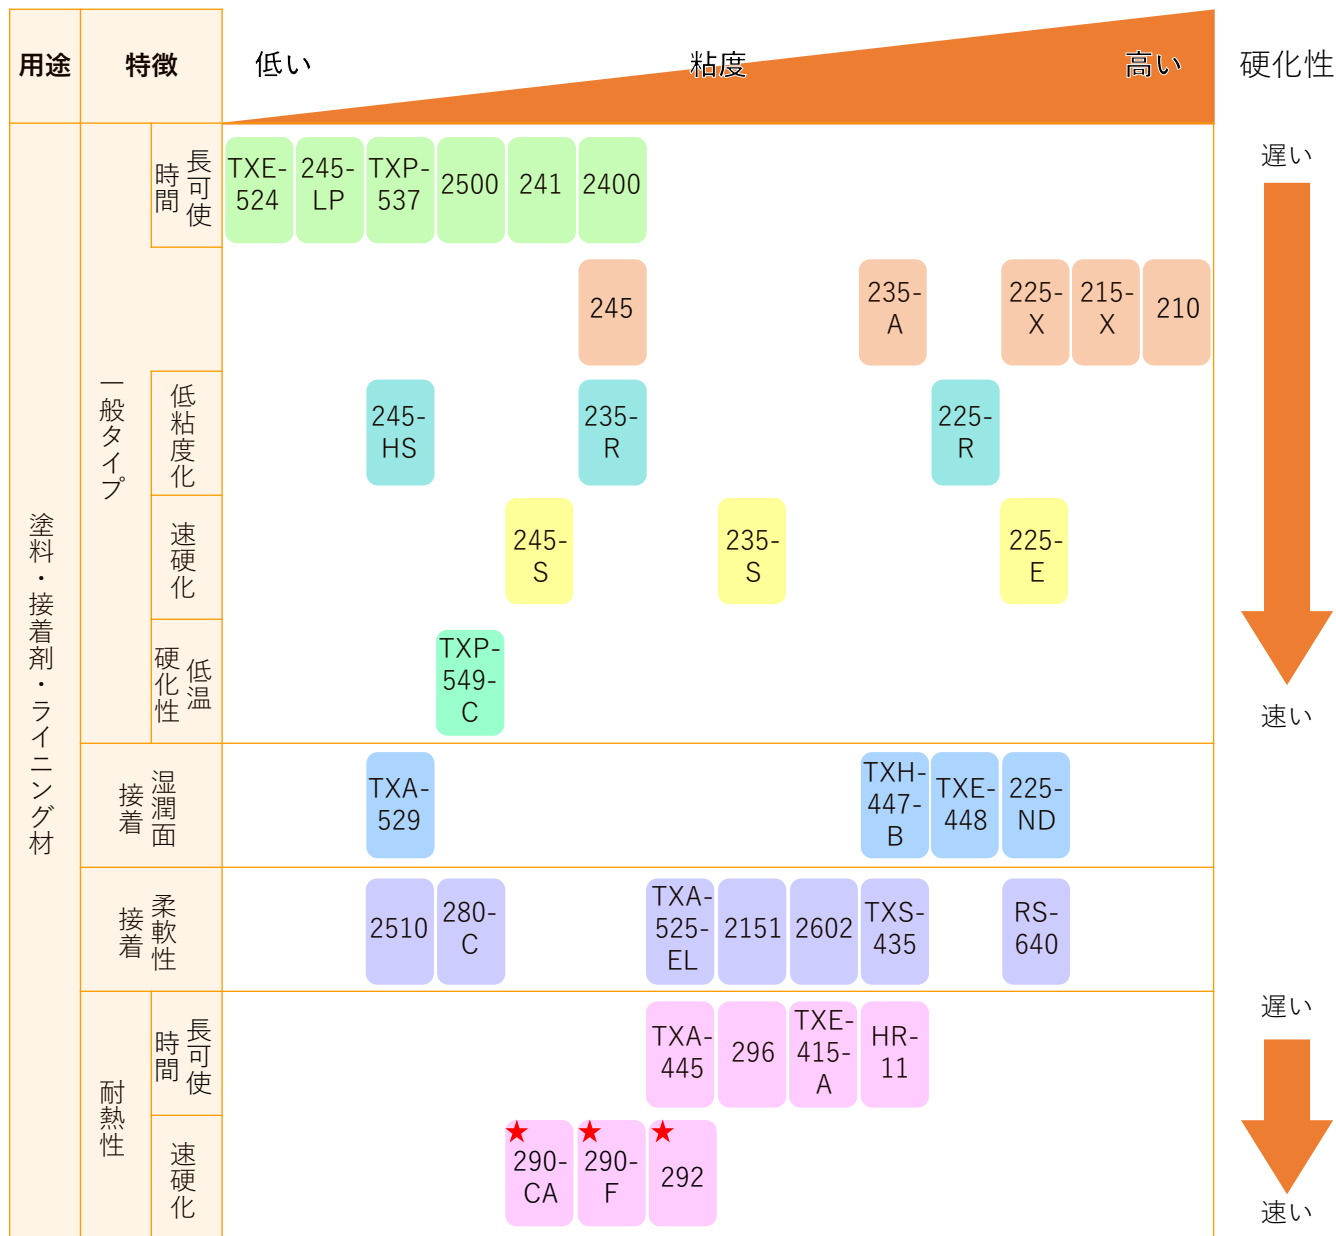 用途
特徴
低い
粘度
高い
硬化性
塗料・接着剤・ライニング材
一般タイプ
長可使
時間
TXE-
524
245-
LP
TXP-
537
2500
241
2400
遅い
245
235-
A
225-
X
215-
X
210
低粘度化
245-
HS
235-
R
225-
R
速硬化
245-
S
235-
S
225-
E
低温
硬化性
TXP-
549-
C
速い
湿潤面
接着
TXA-
529
TXH-
447-
B
TXE-
448
225-
ND
柔軟性
接着
2510
280-
C
TXA-
525-
EL
2151
2602
TXS-
435
RS-
640
耐熱性
長可使
時間
TXA-
445
296
TXE-
415-
A
HR-
11
遅い
速硬化
★
290-
CA
★
290-
F
★
292
速い